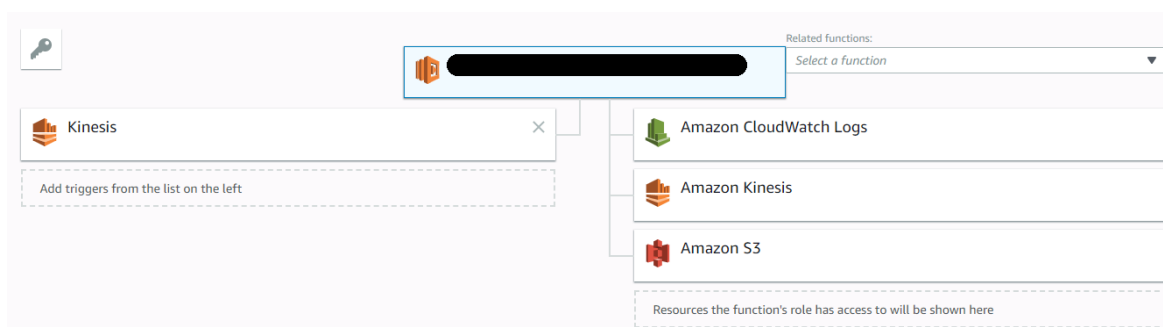 Related functions:
Select a function
Kinesis
Add triggers from the list on the left
Amazon CloudWatch Logs
Amazon Kinesis
Amazon S3
Resources the function's role has access to will be shown here